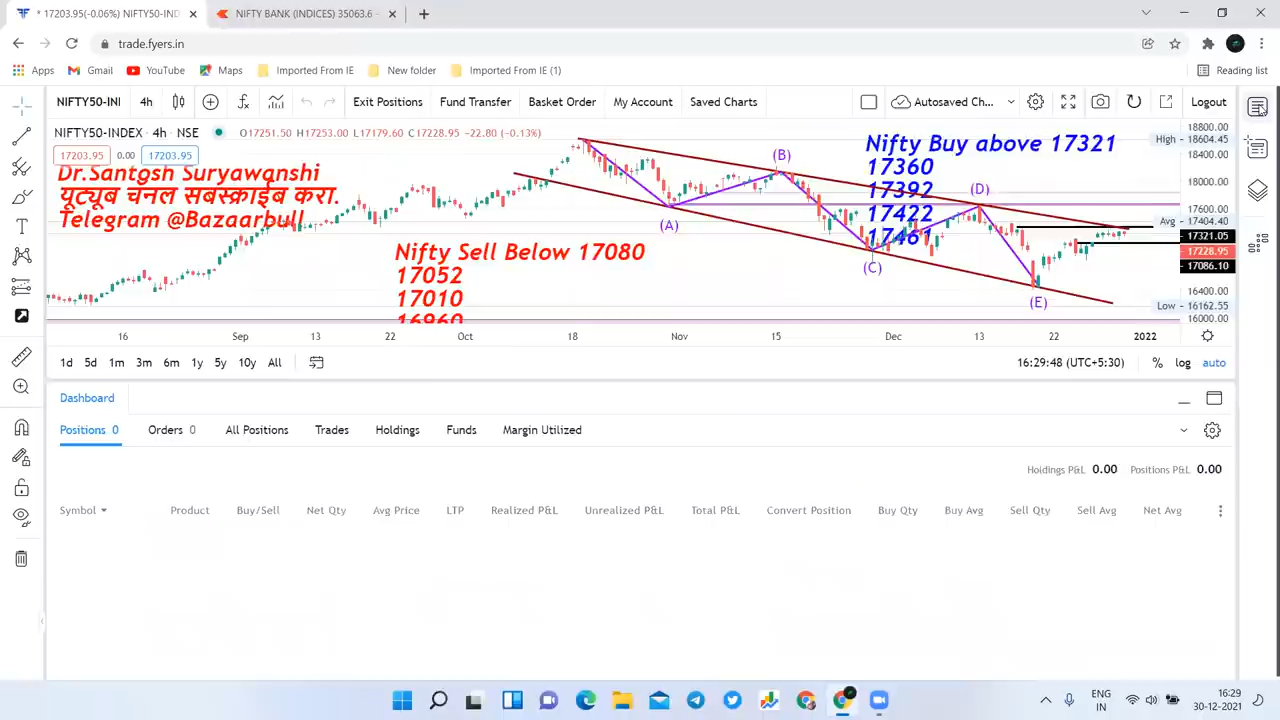 * 17203.95(-0.06%) NIFTY50-IND
NIFTY BANK (INDICES) 35063.6 -
trade.fyers.in
Apps
Gmail
YouTube
Maps
Imported From IE
New folder
Imported From IE (1)
Reading list
NIFTY50-INI
4h
Exit Positions
Fund Transfer
Basket Order
My Account
Saved Charts
Autosaved Ch...
Logout
NIFTY50-INDEX • 4h • NSE
O17251.50 H17253.00 L17179.60 C17228.95 -22.80 (-0.13%)
17203.95
0.00
17203.95
Dr.Santosh Suryawanshi
यूट्यूब चॅनल सबस्क्राईब करा.
Telegram @Bazaarbull
Nifty Sell Below 17080
17052
17010
16960
Nifty Buy above 17321
17360
17392
17422
17461
(A)
(B)
(C)
(D)
(E)
18800.00
High
18604.45
18400.00
18000.00
17600.00
Avg
17404.40
17321.05
17228.95
17086.10
16400.00
Low
16162.55
16000.00
16
Sep
13
22
Oct
18
Nov
15
Dec
13
22
2022
1d
5d
1m
3m
6m
1y
5y
10y
All
16:29:48 (UTC+5:30)
%
log
auto
Dashboard
Positions 0
Orders 0
All Positions
Trades
Holdings
Funds
Margin Utilized
Holdings P&L 0.00
Positions P&L 0.00
Symbol
Product
Buy/Sell
Net Qty
Avg Price
LTP
Realized P&L
Unrealized P&L
Total P&L
Convert Position
Buy Qty
Buy Avg
Sell Qty
Sell Avg
Net Avg
ENG
IN
16:29
30-12-2021